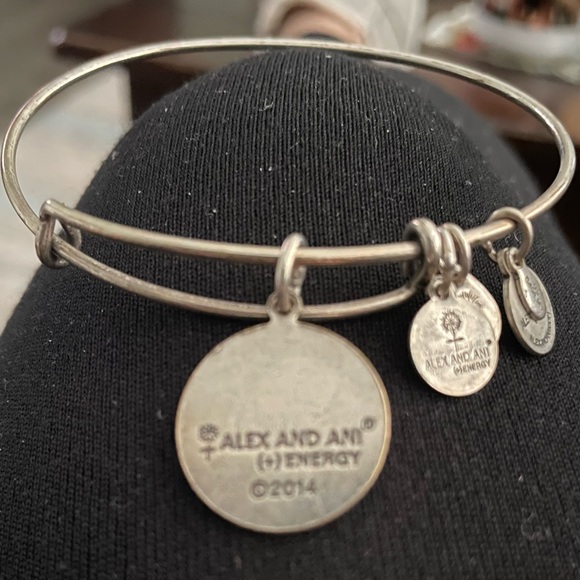 ALEX AND ANI®
(+) ENERGY
©2014
ALEX AND ANI®
(+) ENERGY